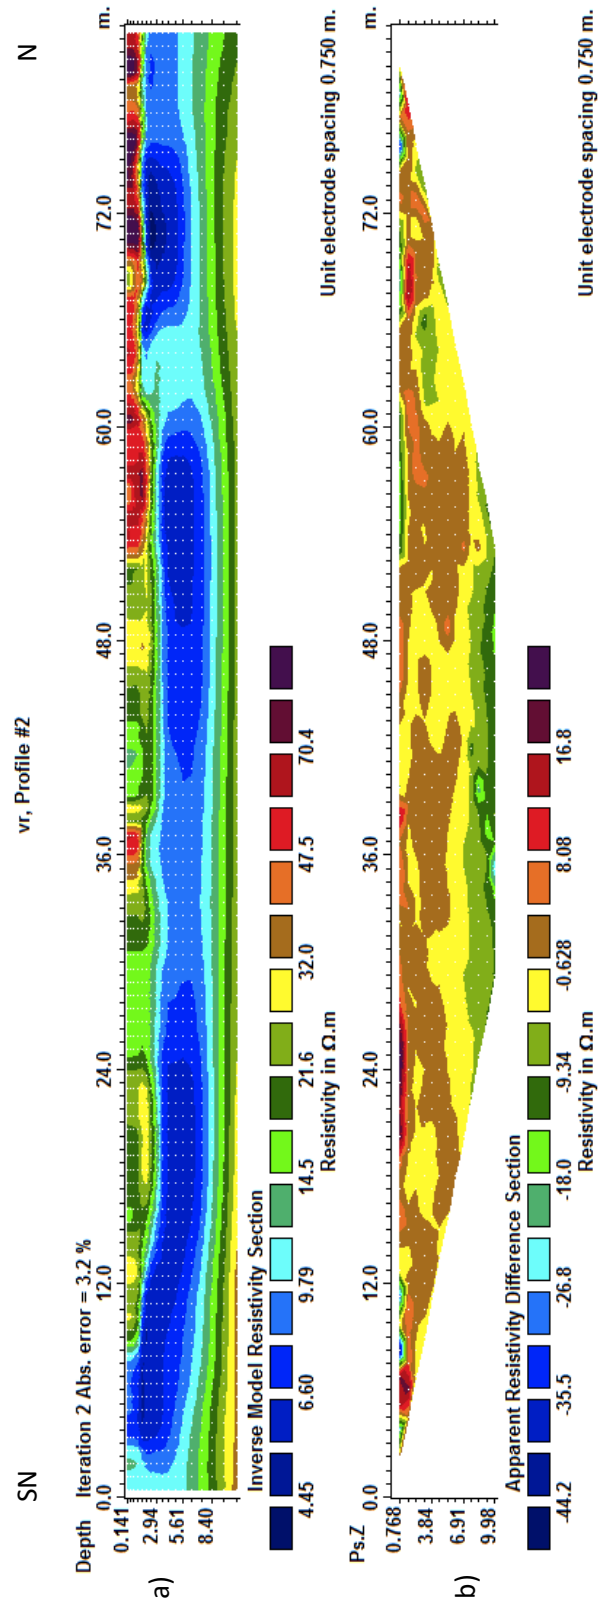 vr, Profile #2
SN N
Depth Iteration 2 Abs. error = 3.2 %
0.0 12.0 24.0 36.0 48.0 60.0 72.0 m.
0.141
2.94
5.61
8.40
a)
Inverse Model Resistivity Section
4.45 6.60 9.79 14.5 21.6 32.0 47.5 70.4
Resistivity in Ω.m
Unit electrode spacing 0.750 m.
Ps.Z
0.0 12.0 24.0 36.0 48.0 60.0 72.0 m.
0.768
3.84
6.91
9.98
b)
Apparent Resistivity Difference Section
-44.2 -35.5 -26.8 -18.0 -9.34 -0.628 8.08 16.8
Unit electrode spacing 0.750 m.